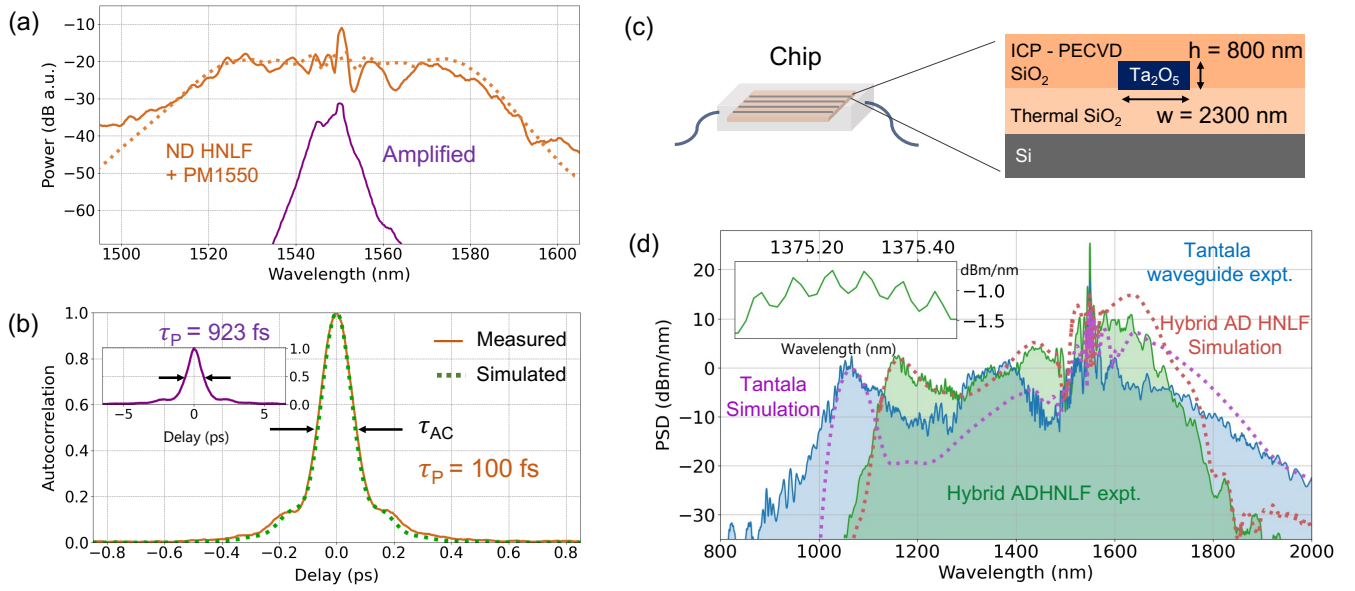 (a)
−10
−20
−30
−40
−50
−60
Power (dB a.u.)
ND HNLF
+ PM1550
Amplified
1500
1520
1540
1560
1580
1600
Wavelength (nm)
(b)
1.0
0.8
0.6
0.4
0.2
0.0
Autocorrelation
τP = 923 fs
1.0
0.5
0.0
−5
0
5
Delay (ps)
Measured
Simulated
τAC
τP = 100 fs
−0.8
−0.6
−0.4
−0.2
0.0
0.2
0.4
0.6
0.8
Delay (ps)
(c)
Chip
ICP - PECVD
SiO2
h = 800 nm
Ta2O5
Thermal SiO2
w = 2300 nm
Si
(d)
1375.20
1375.40
dBm/nm
−1.0
−1.5
Wavelength (nm)
Tantala
waveguide expt.
Hybrid AD HNLF
Simulation
Tantala
Simulation
Hybrid ADHNLF expt.
20
10
0
−10
−20
−30
PSD (dBm/nm)
800
1000
1200
1400
1600
1800
2000
Wavelength (nm)